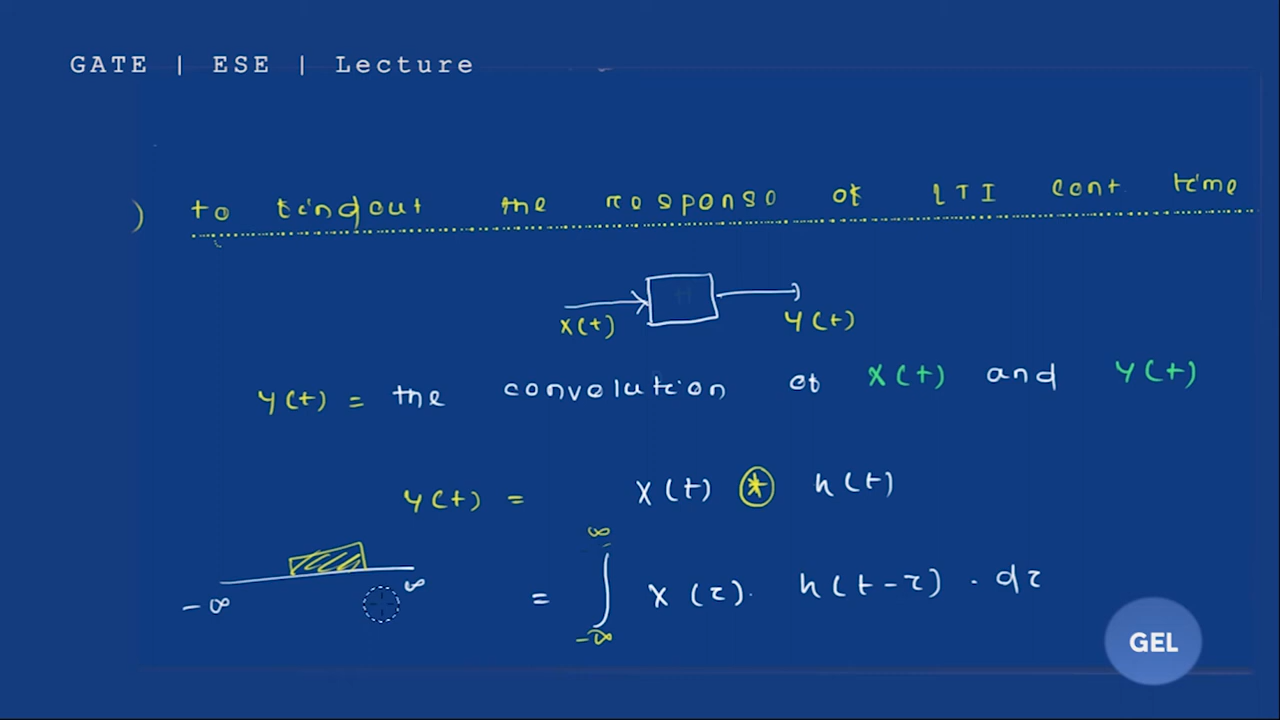 GATE | ESE | Lecture
) to findout the response of LTI cont. time
H
x(t) y(t)
y(t) = the convolution of x(t) and y(t)
y(t) = x(t) * h(t)
∞
-∞ ∞
= ∫ x(τ). h(t-τ) . dτ
-∞
GEL